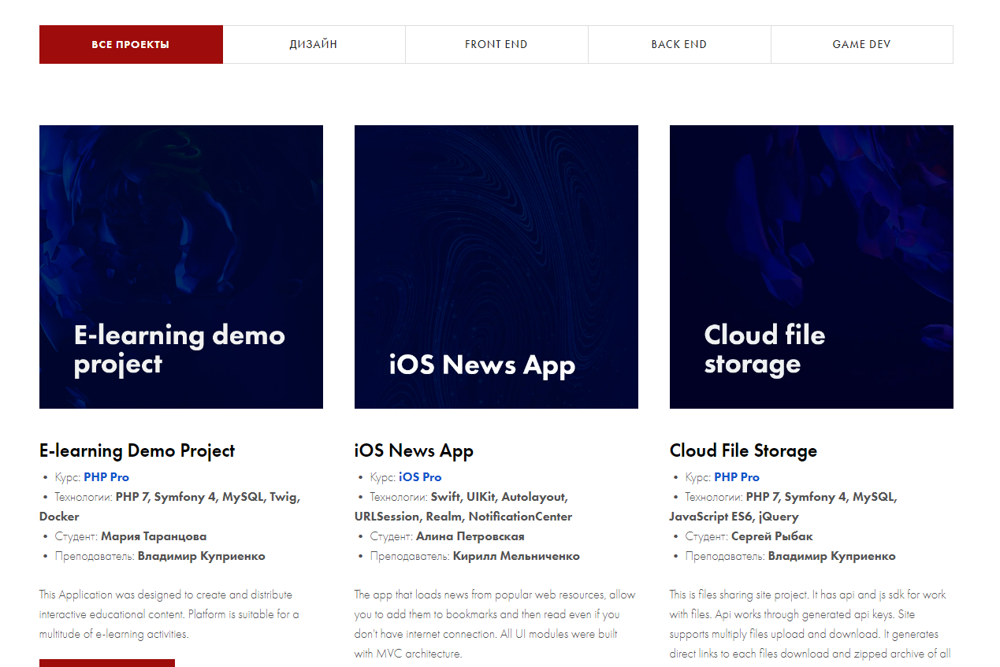 ВСЕ ПРОЕКТЫ
ДИЗАЙН
FRONT END
BACK END
GAME DEV
E-learning demo
project
iOS News App
Cloud file
storage
E-learning Demo Project
• Курс: PHP Pro
• Технологии: PHP 7, Symfony 4, MySQL, Twig,
Docker
• Студент: Мария Таранцова
• Преподаватель: Владимир Куприенко
This Application was designed to create and distribute
interactive educational content. Platform is suitable for a
multitude of e-learning activities.
iOS News App
• Курс: iOS Pro
• Технологии: Swift, UIKit, Autolayout,
URLSession, Realm, NotificationCenter
• Студент: Алина Петровская
• Преподаватель: Кирилл Мельниченко
The app that loads news from popular web resources, allow
you to add them to bookmarks and then read even if you
don't have internet connection. All UI modules were built
with MVC architecture.
Cloud File Storage
• Курс: PHP Pro
• Технологии: PHP 7, Symfony 4, MySQL,
JavaScript ES6, jQuery
• Студент: Сергей Рыбак
• Преподаватель: Владимир Куприенко
This is files sharing site project. It has api and js sdk for work
with files. Api works through generated api keys. Site
supports multiply files upload and download. It generates
direct links to each files download and zipped archive of all